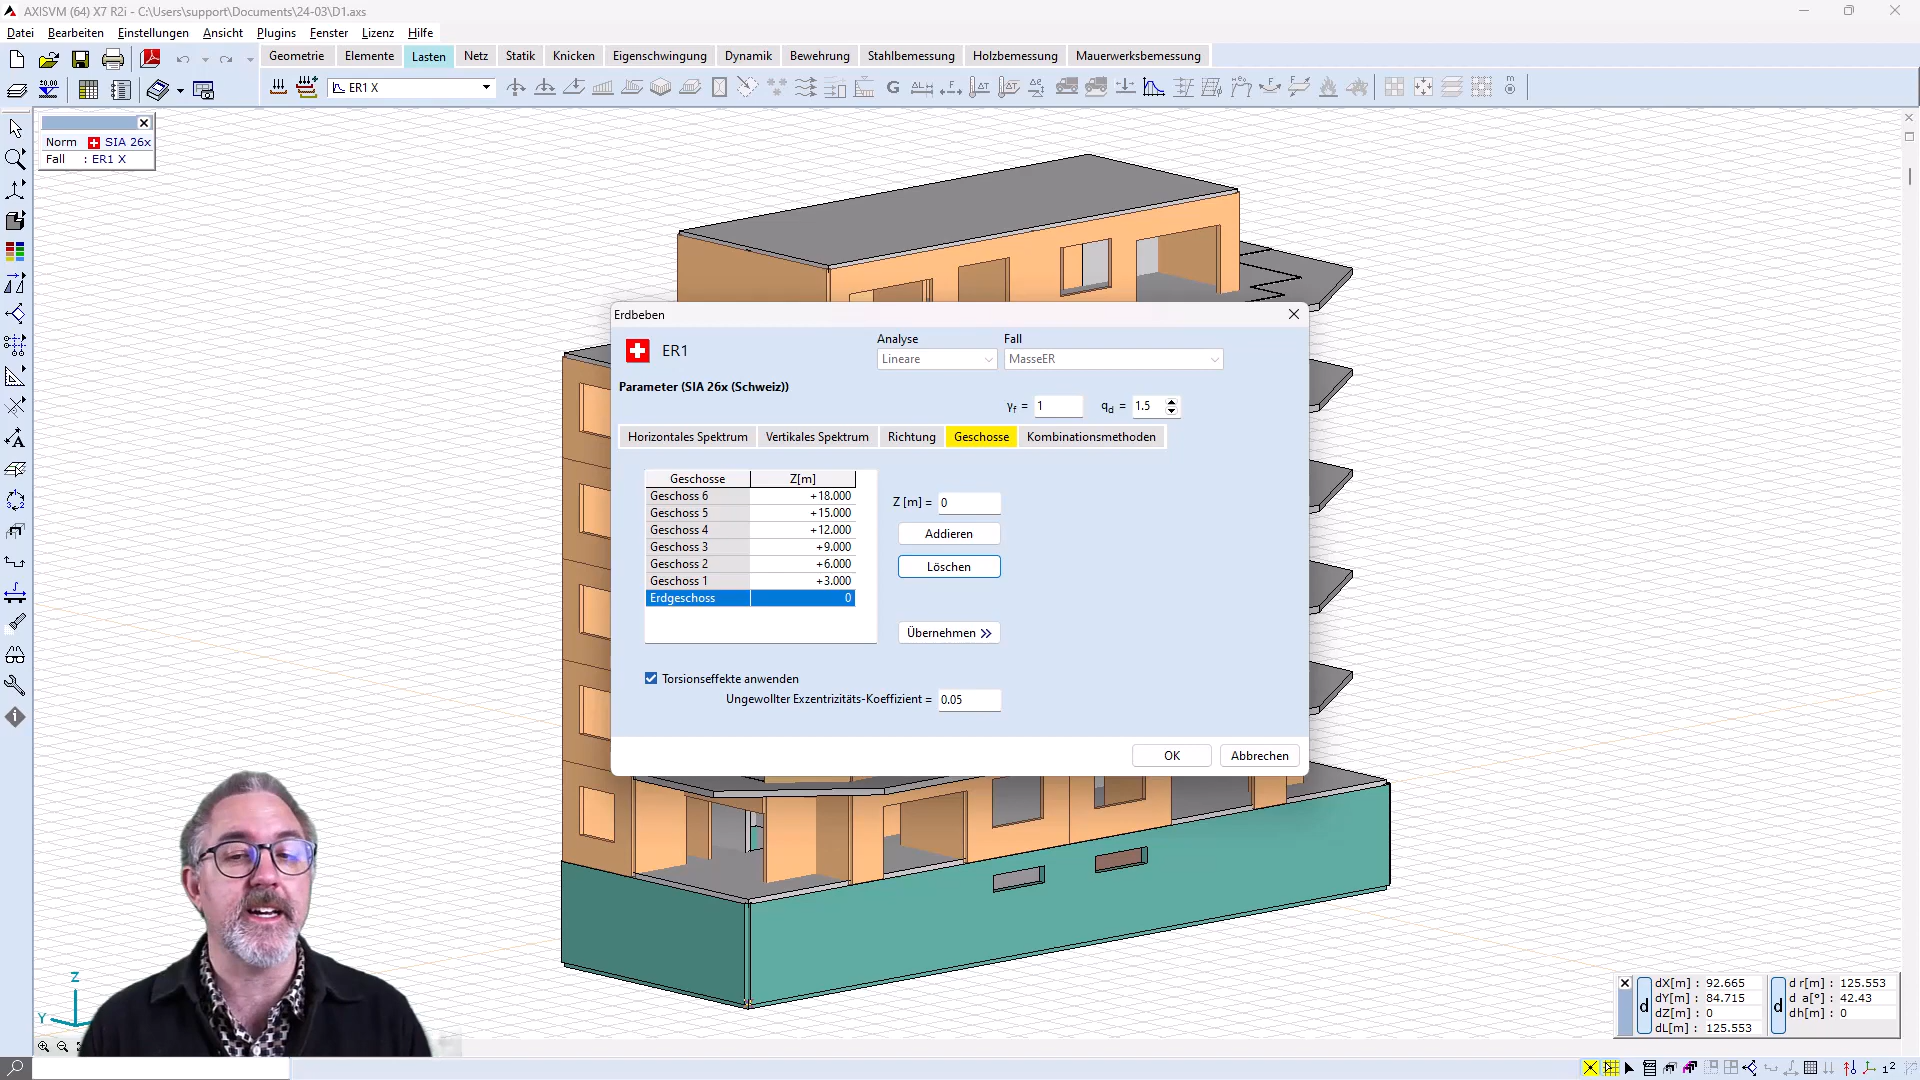 AXISVM (64) X7 R2i - C:\Users\support\Documents\24-03\D1.axs
Datei Bearbeiten Einstellungen Ansicht Plugins Fenster Lizenz Hilfe
Geometrie Elemente Lasten Netz Statik Knicken Eigenschwingung Dynamik Bewehrung Stahlbemessung Holzbemessung Mauerwerksbemessung
ER1 X
Norm SIA 26x
Fall : ER1 X
Erdbeben
ER1
Analyse Fall
Lineare MasseER
Parameter (SIA 26x (Schweiz))
γf = 1 qd = 1.5
Horizontales Spektrum Vertikales Spektrum Richtung Geschosse Kombinationsmethoden
Geschosse Z[m]
Geschoss 6 +18.000
Geschoss 5 +15.000
Geschoss 4 +12.000
Geschoss 3 +9.000
Geschoss 2 +6.000
Geschoss 1 +3.000
Erdgeschoss 0
Z [m] = 0
Addieren
Löschen
Übernehmen
Torsionseffekte anwenden
Ungewollter Exzentrizitäts-Koeffizient = 0.05
OK Abbrechen
Z
Y
dX[m] : 92.665
dY[m] : 84.715
dZ[m] : 0
dL[m] : 125.553
d
d r[m] : 125.553
d a[°] : 42.43
dh[m] : 0
d